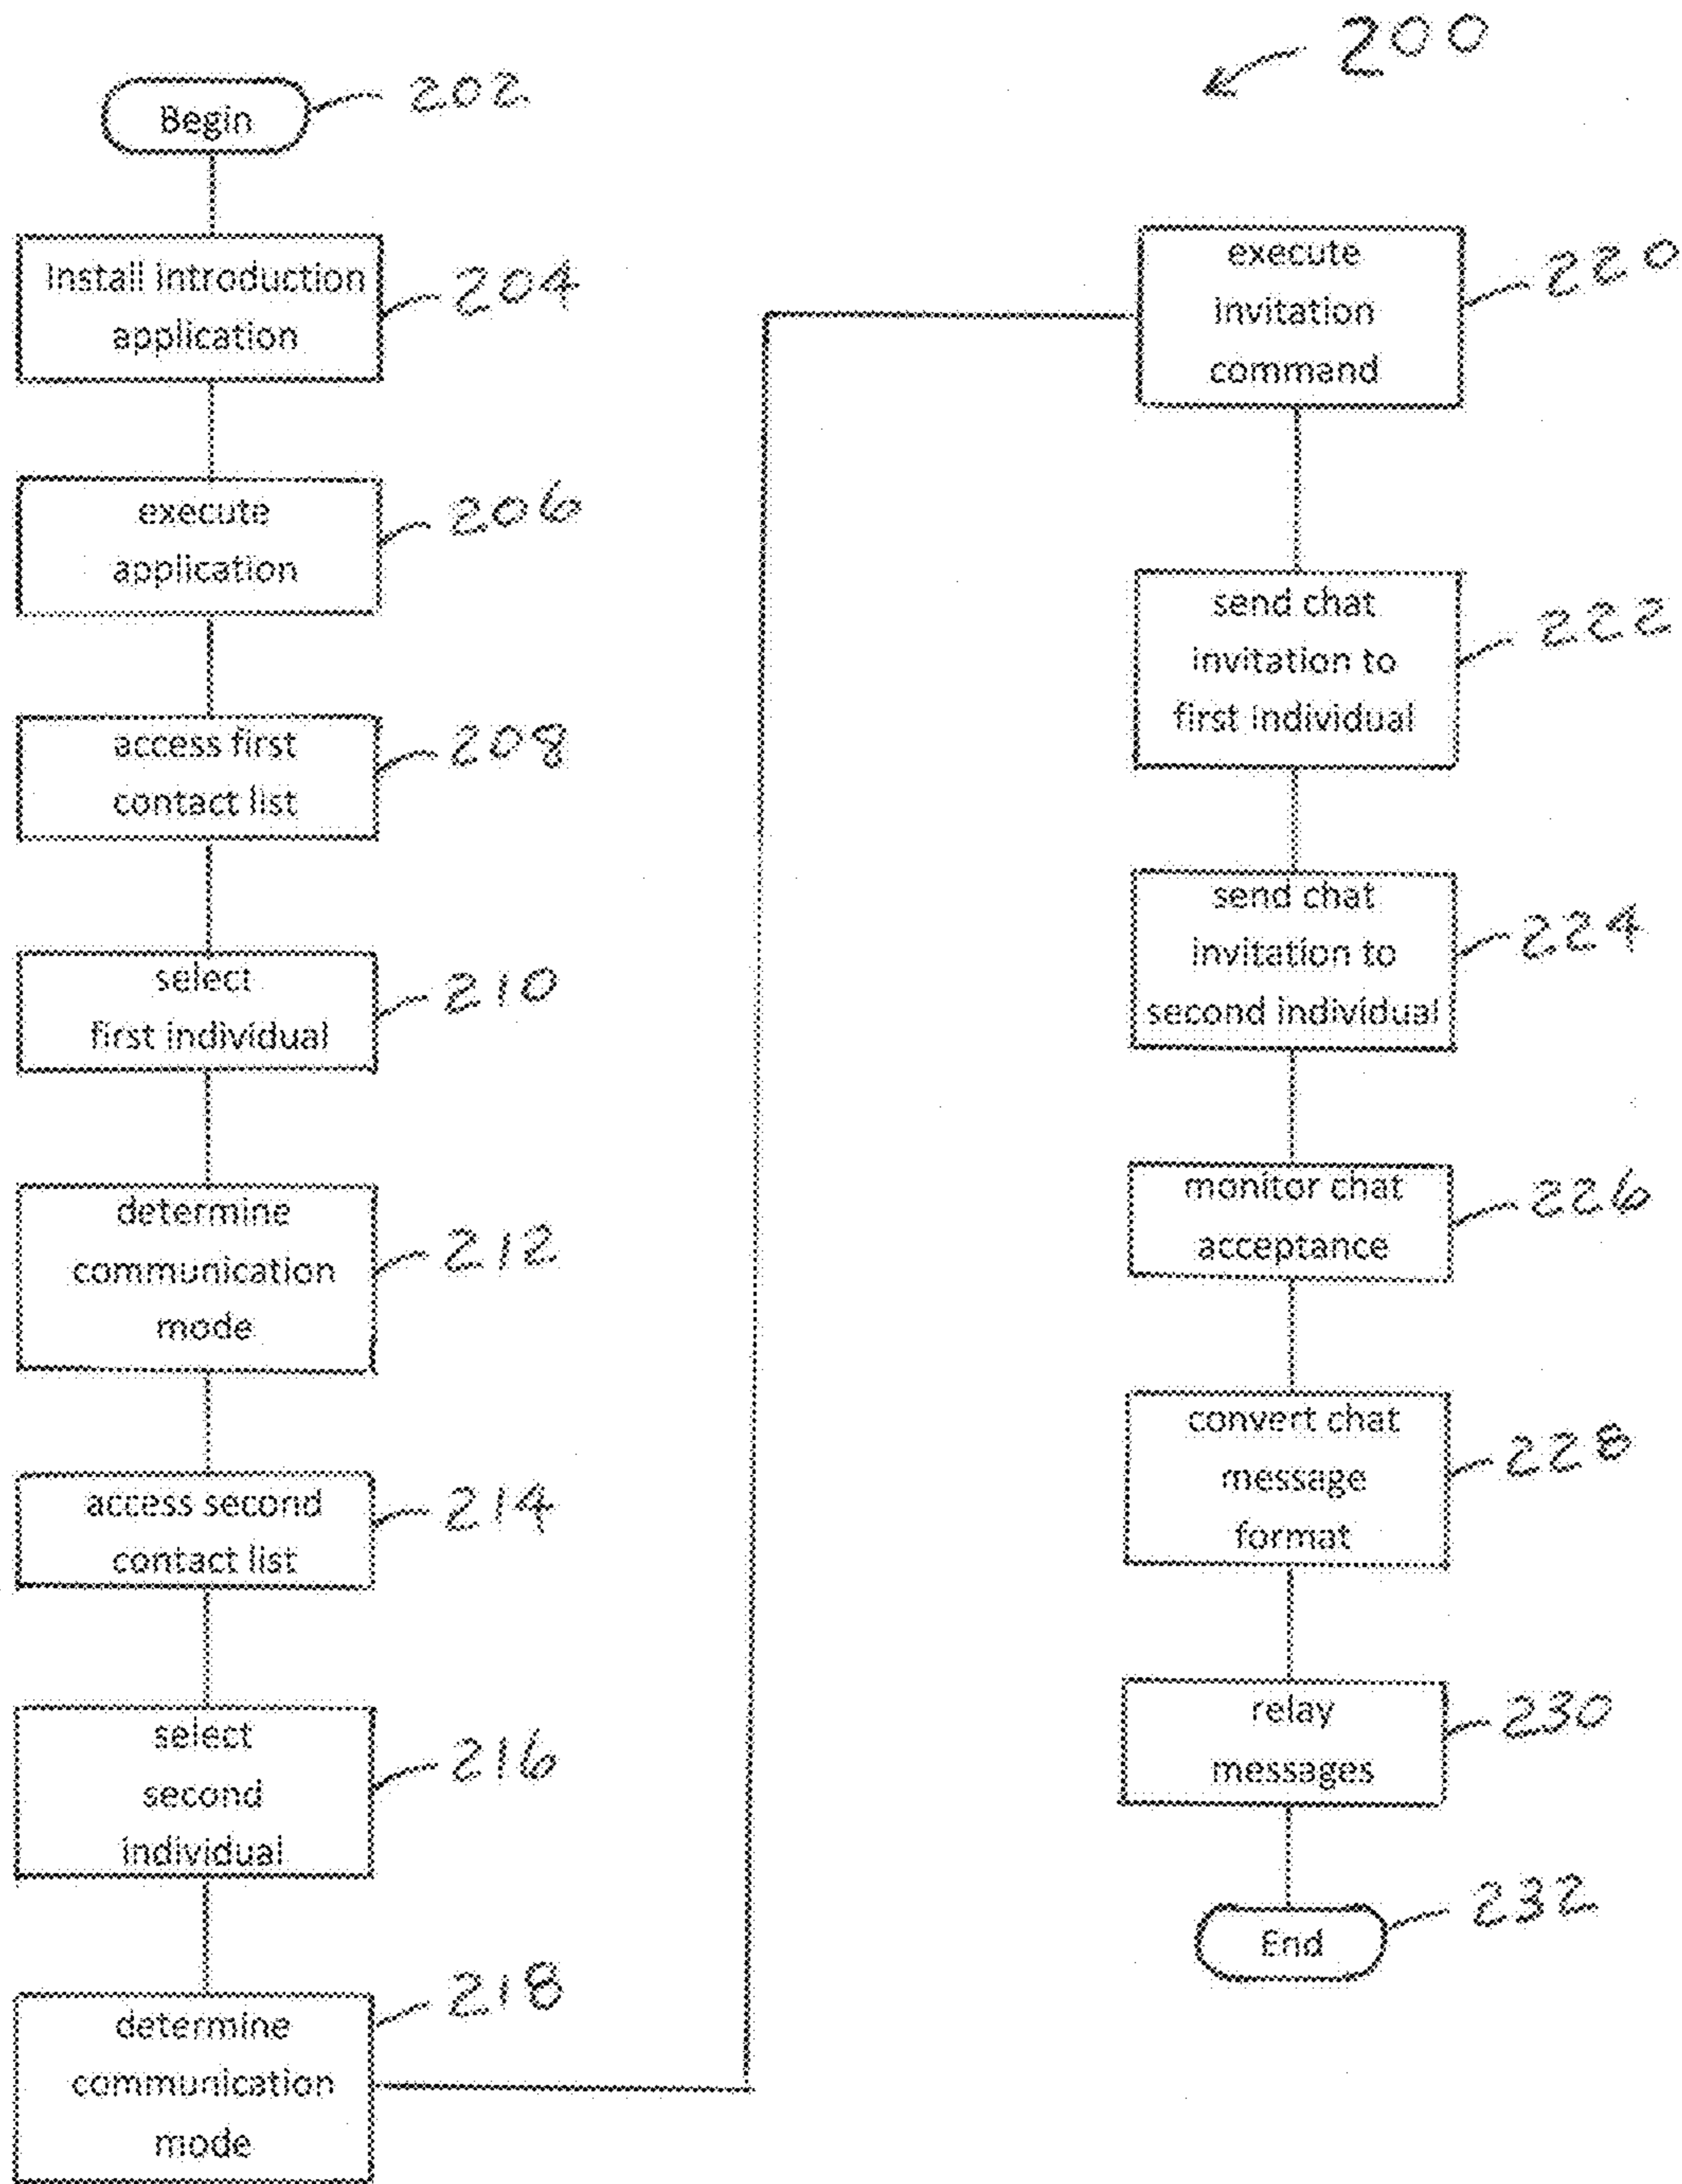 200
Begin
202
install introduction
application
204
execute
application
206
access first
contact list
208
select
first individual
210
determine
communication
mode
212
access second
contact list
214
select
second
individual
216
determine
communication
mode
218
execute
invitation
command
220
send chat
invitation to
first individual
222
send chat
invitation to
second individual
224
monitor chat
acceptance
226
convert chat
message
format
228
relay
messages
230
End
232